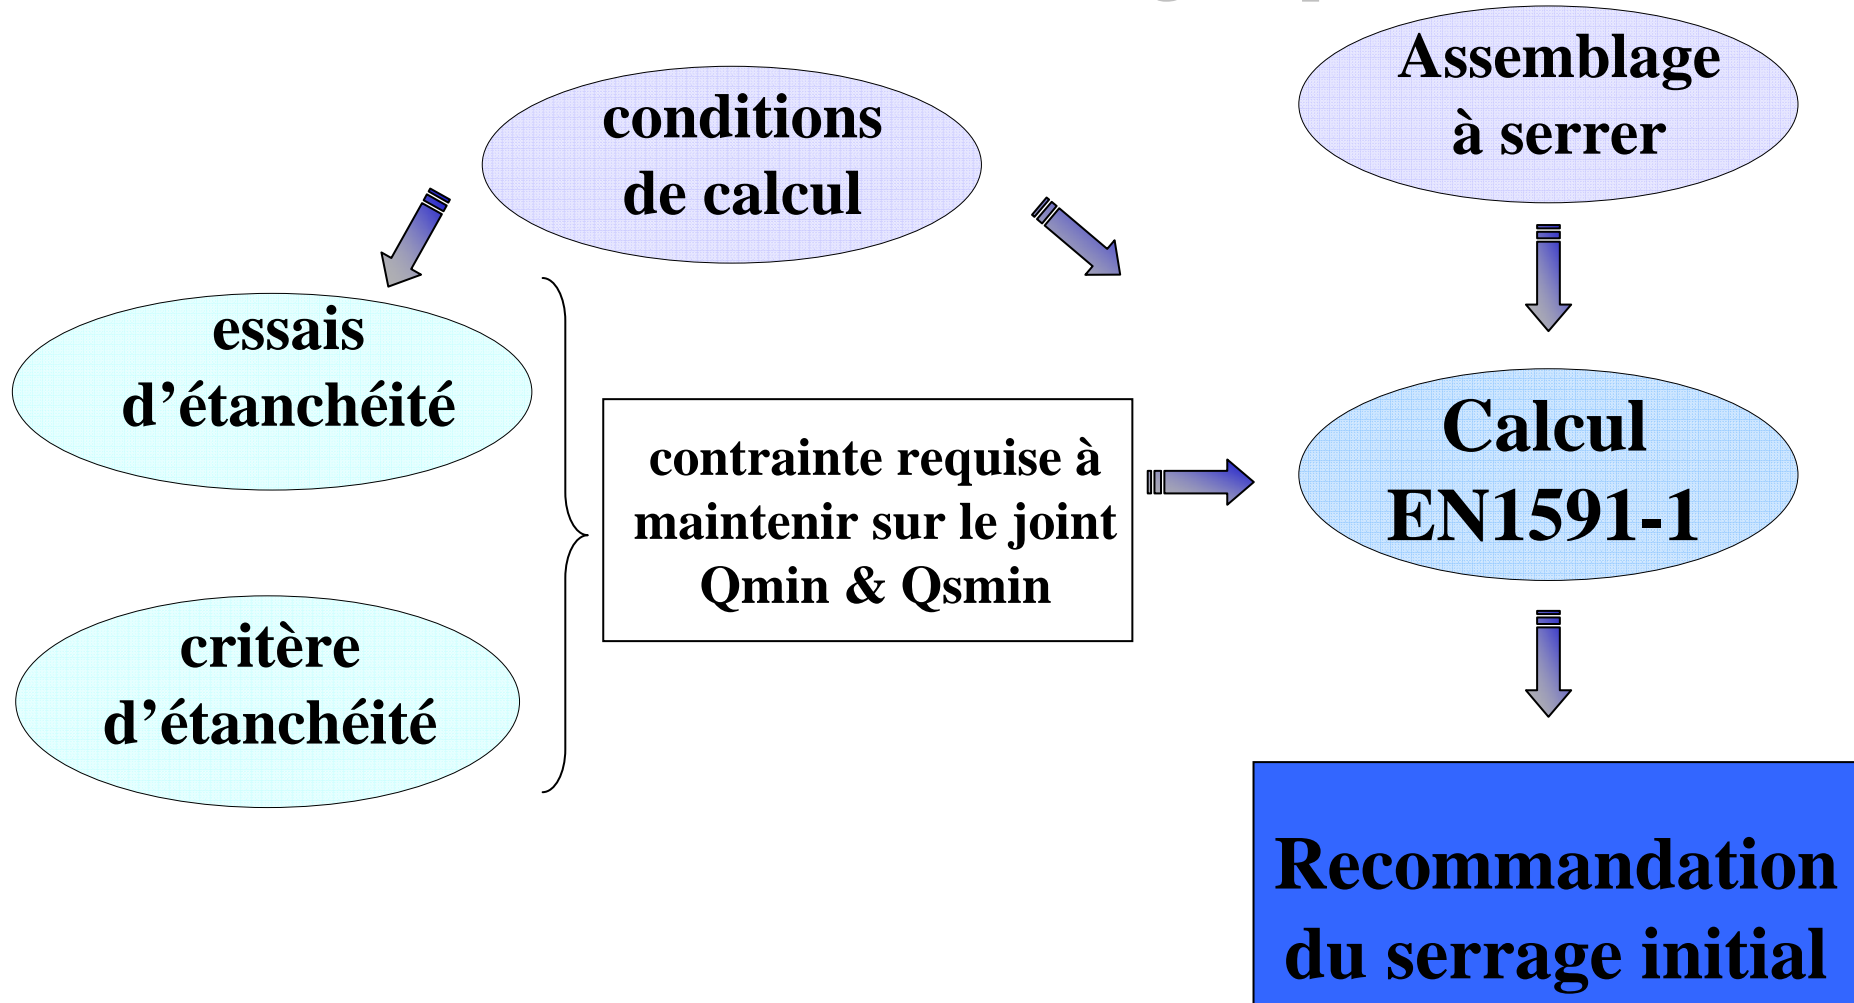 Assemblage
à serrer
conditions
de calcul
essais
d’étanchéité
contrainte requise à
maintenir sur le joint
Qmin & Qsmin
Calcul
EN1591-1
critère
d’étanchéité
Recommandation
du serrage initial